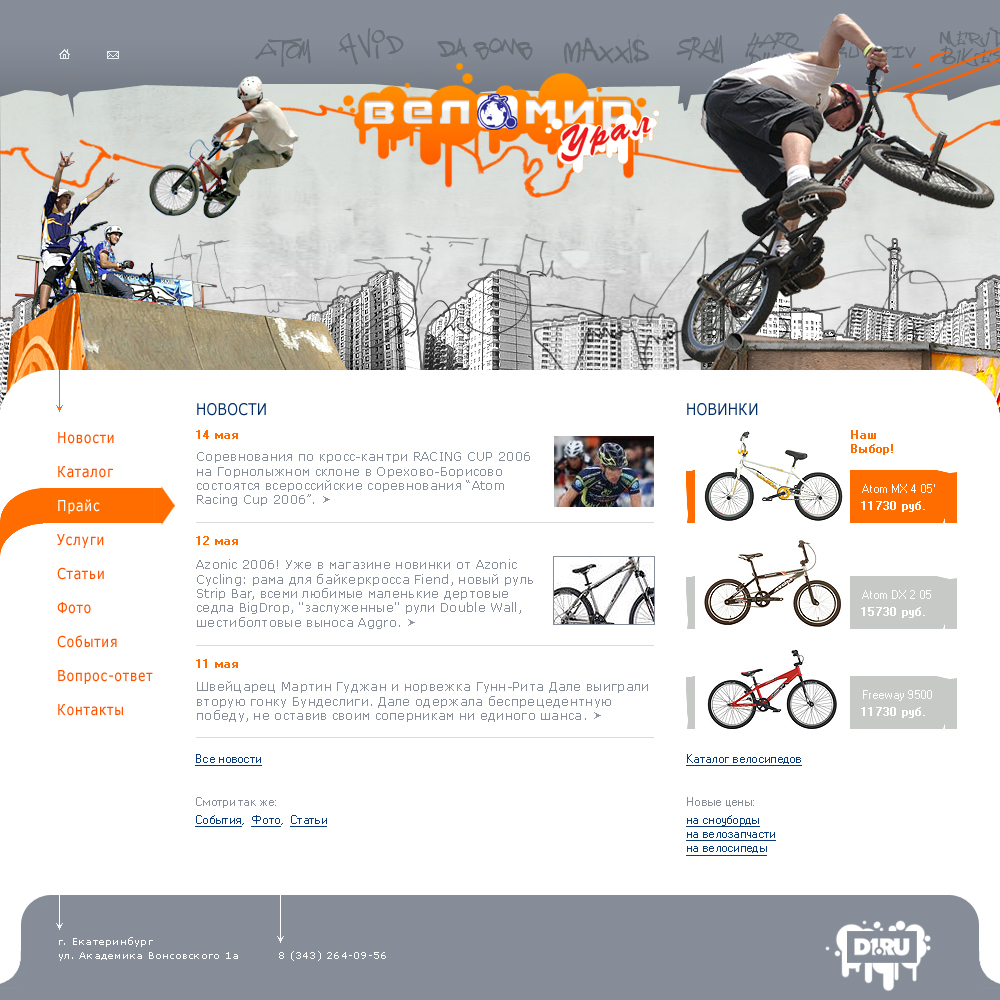 ATOM
AViD
DA BOMB
MAXXIS
SRAM
веломир
Урал
Новости
Каталог
Прайс
Услуги
Статьи
Фото
События
Вопрос-ответ
Контакты
НОВОСТИ
14 мая
Соревнования по кросс-кантри RACING CUP 2006
на Горнолыжном склоне в Орехово-Борисово
состоятся всероссийские соревнования “Atom
Racing Cup 2006”.
12 мая
Azonic 2006! Уже в магазине новинки от Azonic
Cycling: рама для байкеркросса Fiend, новый руль
Strip Bar, всеми любимые маленькие дертовые
седла BigDrop, "заслуженные" рули Double Wall,
шестиболтовые выноса Aggro.
11 мая
Швейцарец Мартин Гуджан и норвежка Гунн-Рита Дале выиграли
вторую гонку Бундеслиги. Дале одержала беспрецедентную
победу, не оставив своим соперникам ни единого шанса.
Все новости
Смотри так же:
События, Фото, Статьи
НОВИНКИ
Наш
Выбор!
Atom MX 4 05'
11730 руб.
Atom DX 2 05
15730 руб.
Freeway 9500
11730 руб.
Каталог велосипедов
Новые цены:
на сноуборды
на велозапчасти
на велосипеды
г. Екатеринбург
ул. Академика Вонсовского 1а
8 (343) 264-09-56
D1.RU